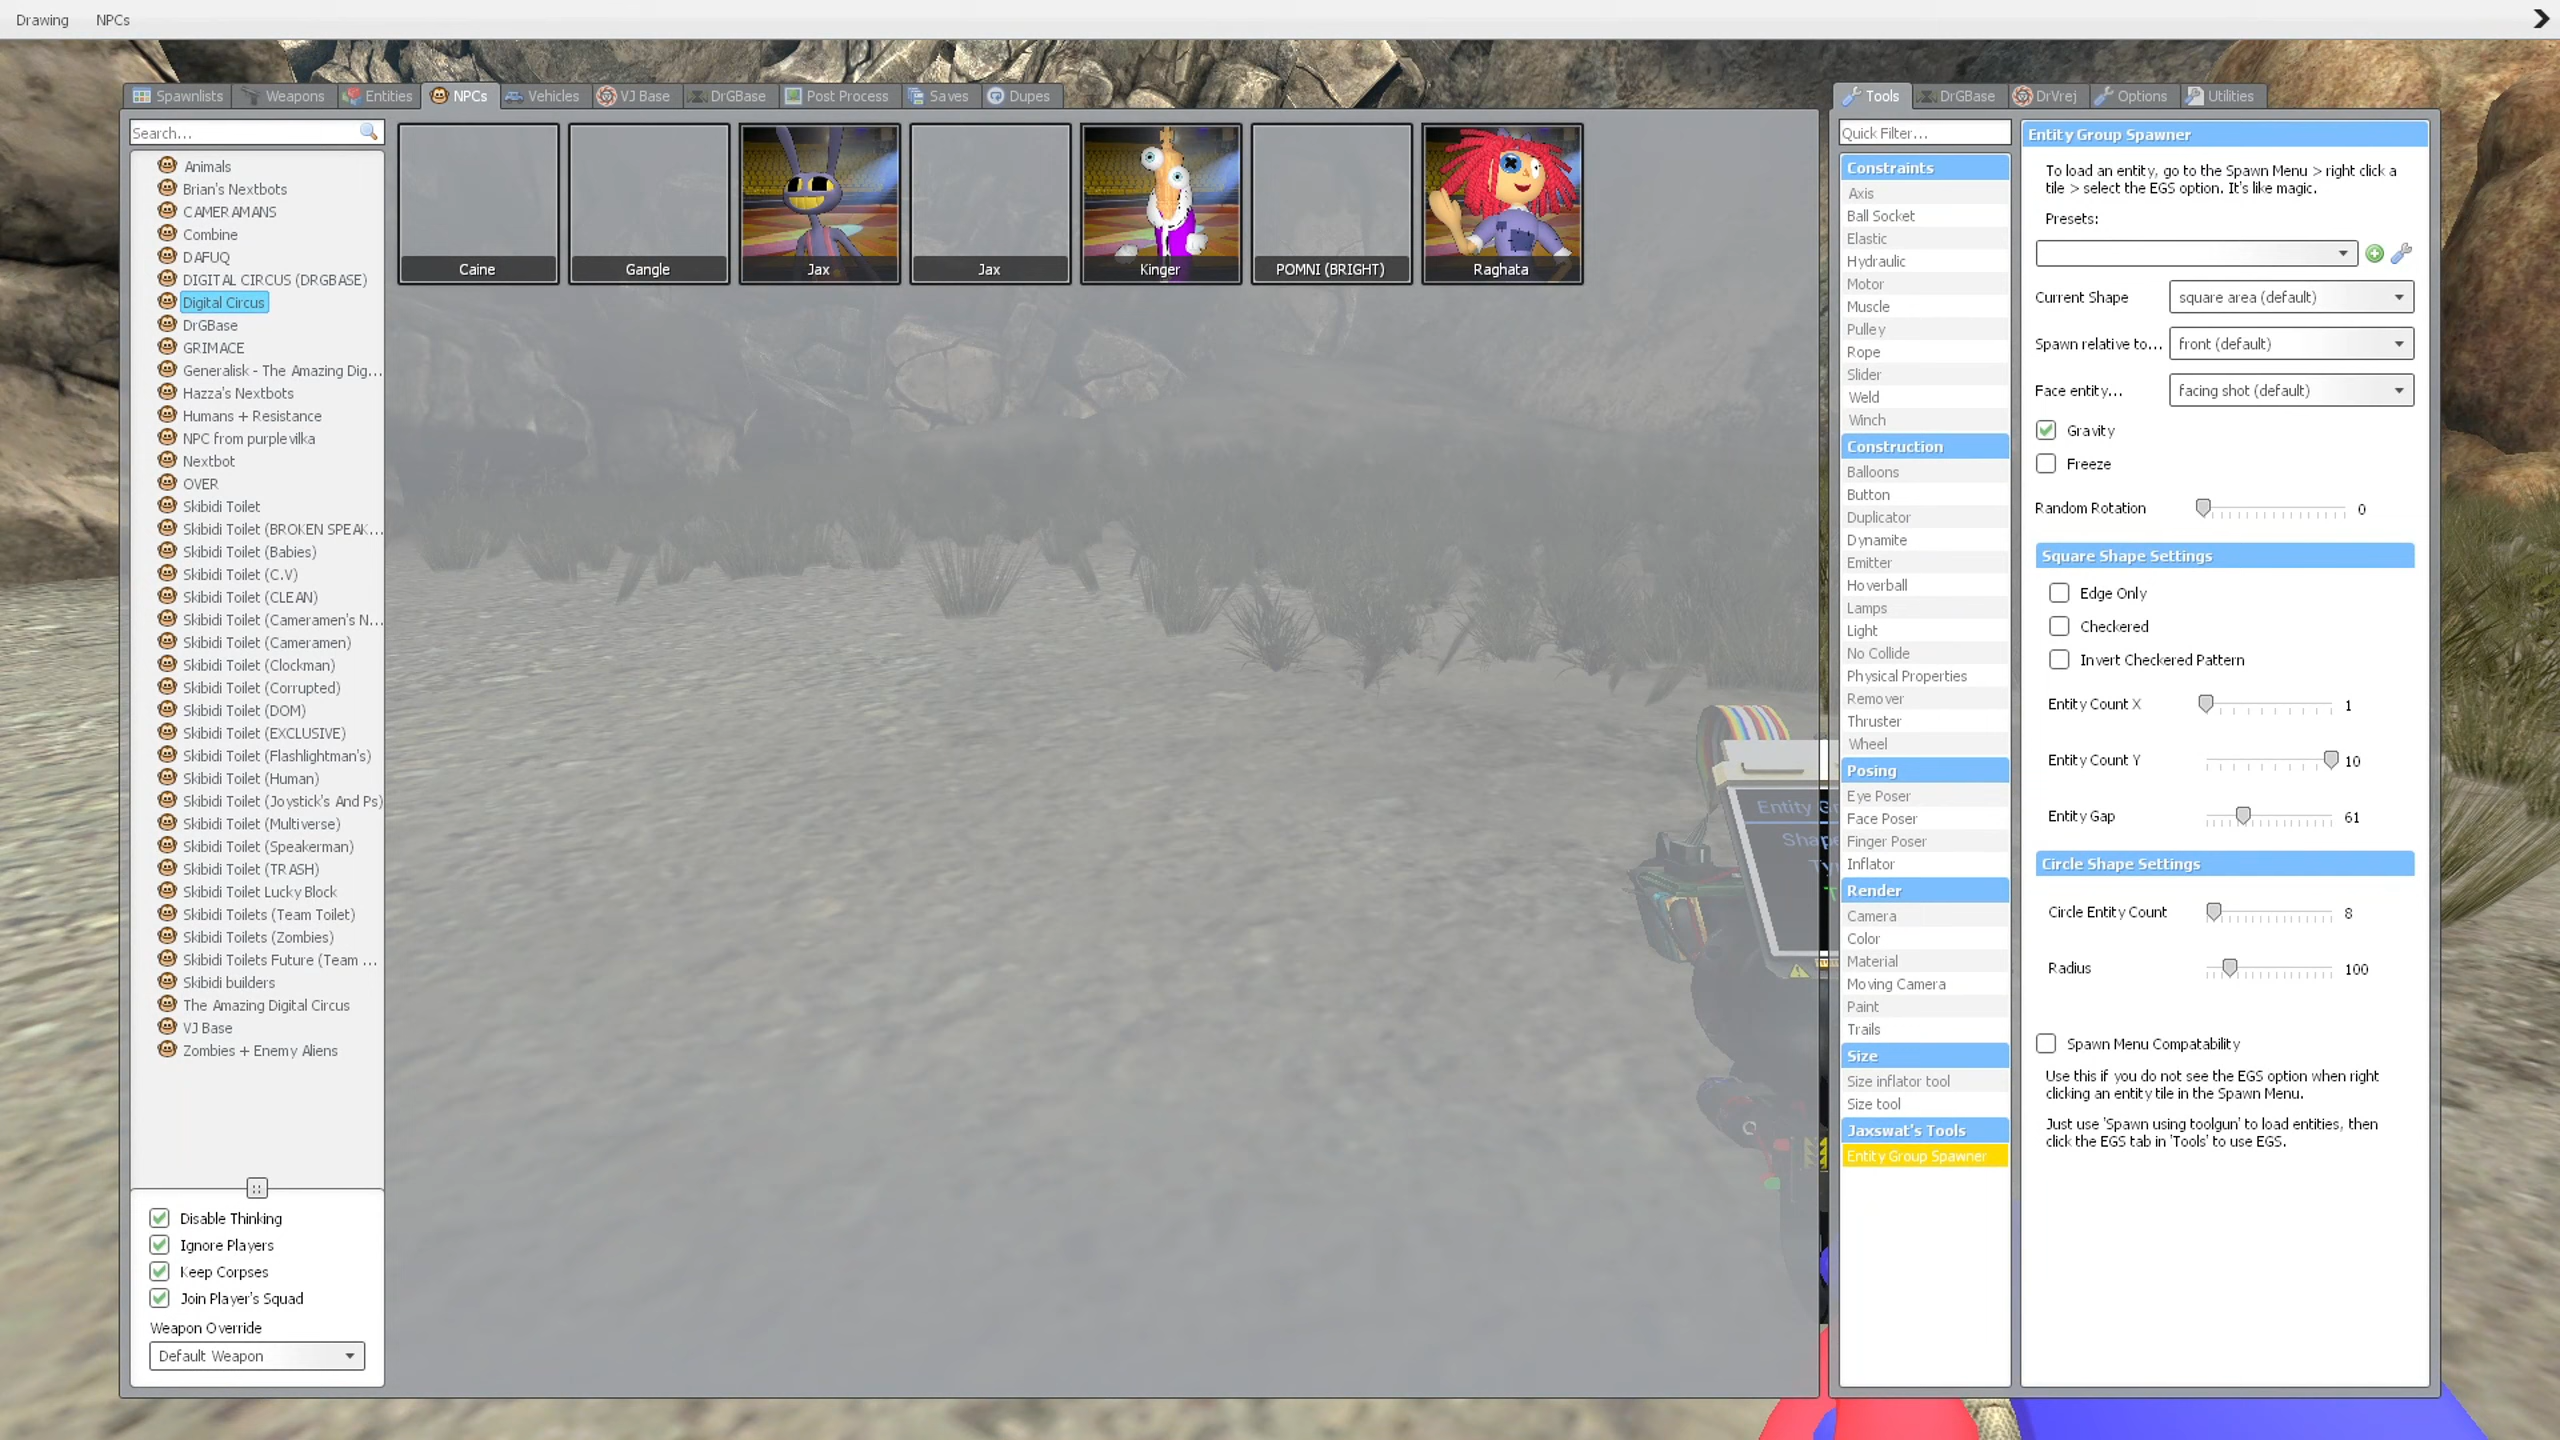 Drawing NPCs
Spawnlists Weapons Entities NPCs Vehicles VJ Base DrGBase Post Process Saves Dupes
Search...
Animals
Brian's Nextbots
CAMERAMANS
Combine
DAFUQ
DIGITAL CIRCUS (DRGBASE)
Digital Circus
DrGBase
GRIMACE
Generalisk - The Amazing Dig...
Hazza's Nextbots
Humans + Resistance
NPC from purplevilka
Nextbot
OVER
Skibidi Toilet
Skibidi Toilet (BROKEN SPEAK...
Skibidi Toilet (Babies)
Skibidi Toilet (C.V)
Skibidi Toilet (CLEAN)
Skibidi Toilet (Cameramen's N...
Skibidi Toilet (Cameramen)
Skibidi Toilet (Clockman)
Skibidi Toilet (Corrupted)
Skibidi Toilet (DOM)
Skibidi Toilet (EXCLUSIVE)
Skibidi Toilet (Flashlightman's)
Skibidi Toilet (Human)
Skibidi Toilet (Joystick's And Ps)
Skibidi Toilet (Multiverse)
Skibidi Toilet (Speakerman)
Skibidi Toilet (TRASH)
Skibidi Toilet Lucky Block
Skibidi Toilets (Team Toilet)
Skibidi Toilets (Zombies)
Skibidi Toilets Future (Team ...
Skibidi builders
The Amazing Digital Circus
VJ Base
Zombies + Enemy Aliens
Disable Thinking
Ignore Players
Keep Corpses
Join Player's Squad
Weapon Override
Default Weapon
Caine Gangle Jax Jax Kinger POMNI (BRIGHT) Raghata
Entity G
Shap
Ty
Tools DrGBase DrVrej Options Utilities
Quick Filter...
Constraints
Axis
Ball Socket
Elastic
Hydraulic
Motor
Muscle
Pulley
Rope
Slider
Weld
Winch
Construction
Balloons
Button
Duplicator
Dynamite
Emitter
Hoverball
Lamps
Light
No Collide
Physical Properties
Remover
Thruster
Wheel
Posing
Eye Poser
Face Poser
Finger Poser
Inflator
Render
Camera
Color
Material
Moving Camera
Paint
Trails
Size
Size inflator tool
Size tool
Jaxswat's Tools
Entity Group Spawner
Entity Group Spawner
To load an entity, go to the Spawn Menu > right click a
tile > select the EGS option. It's like magic.
Presets:
Current Shape square area (default)
Spawn relative to... front (default)
Face entity... facing shot (default)
Gravity
Freeze
Random Rotation 0
Square Shape Settings
Edge Only
Checkered
Invert Checkered Pattern
Entity Count X 1
Entity Count Y 10
Entity Gap 61
Circle Shape Settings
Circle Entity Count 8
Radius 100
Spawn Menu Compatability
Use this if you do not see the EGS option when right
clicking an entity tile in the Spawn Menu.
Just use 'Spawn using toolgun' to load entities, then
click the EGS tab in 'Tools' to use EGS.